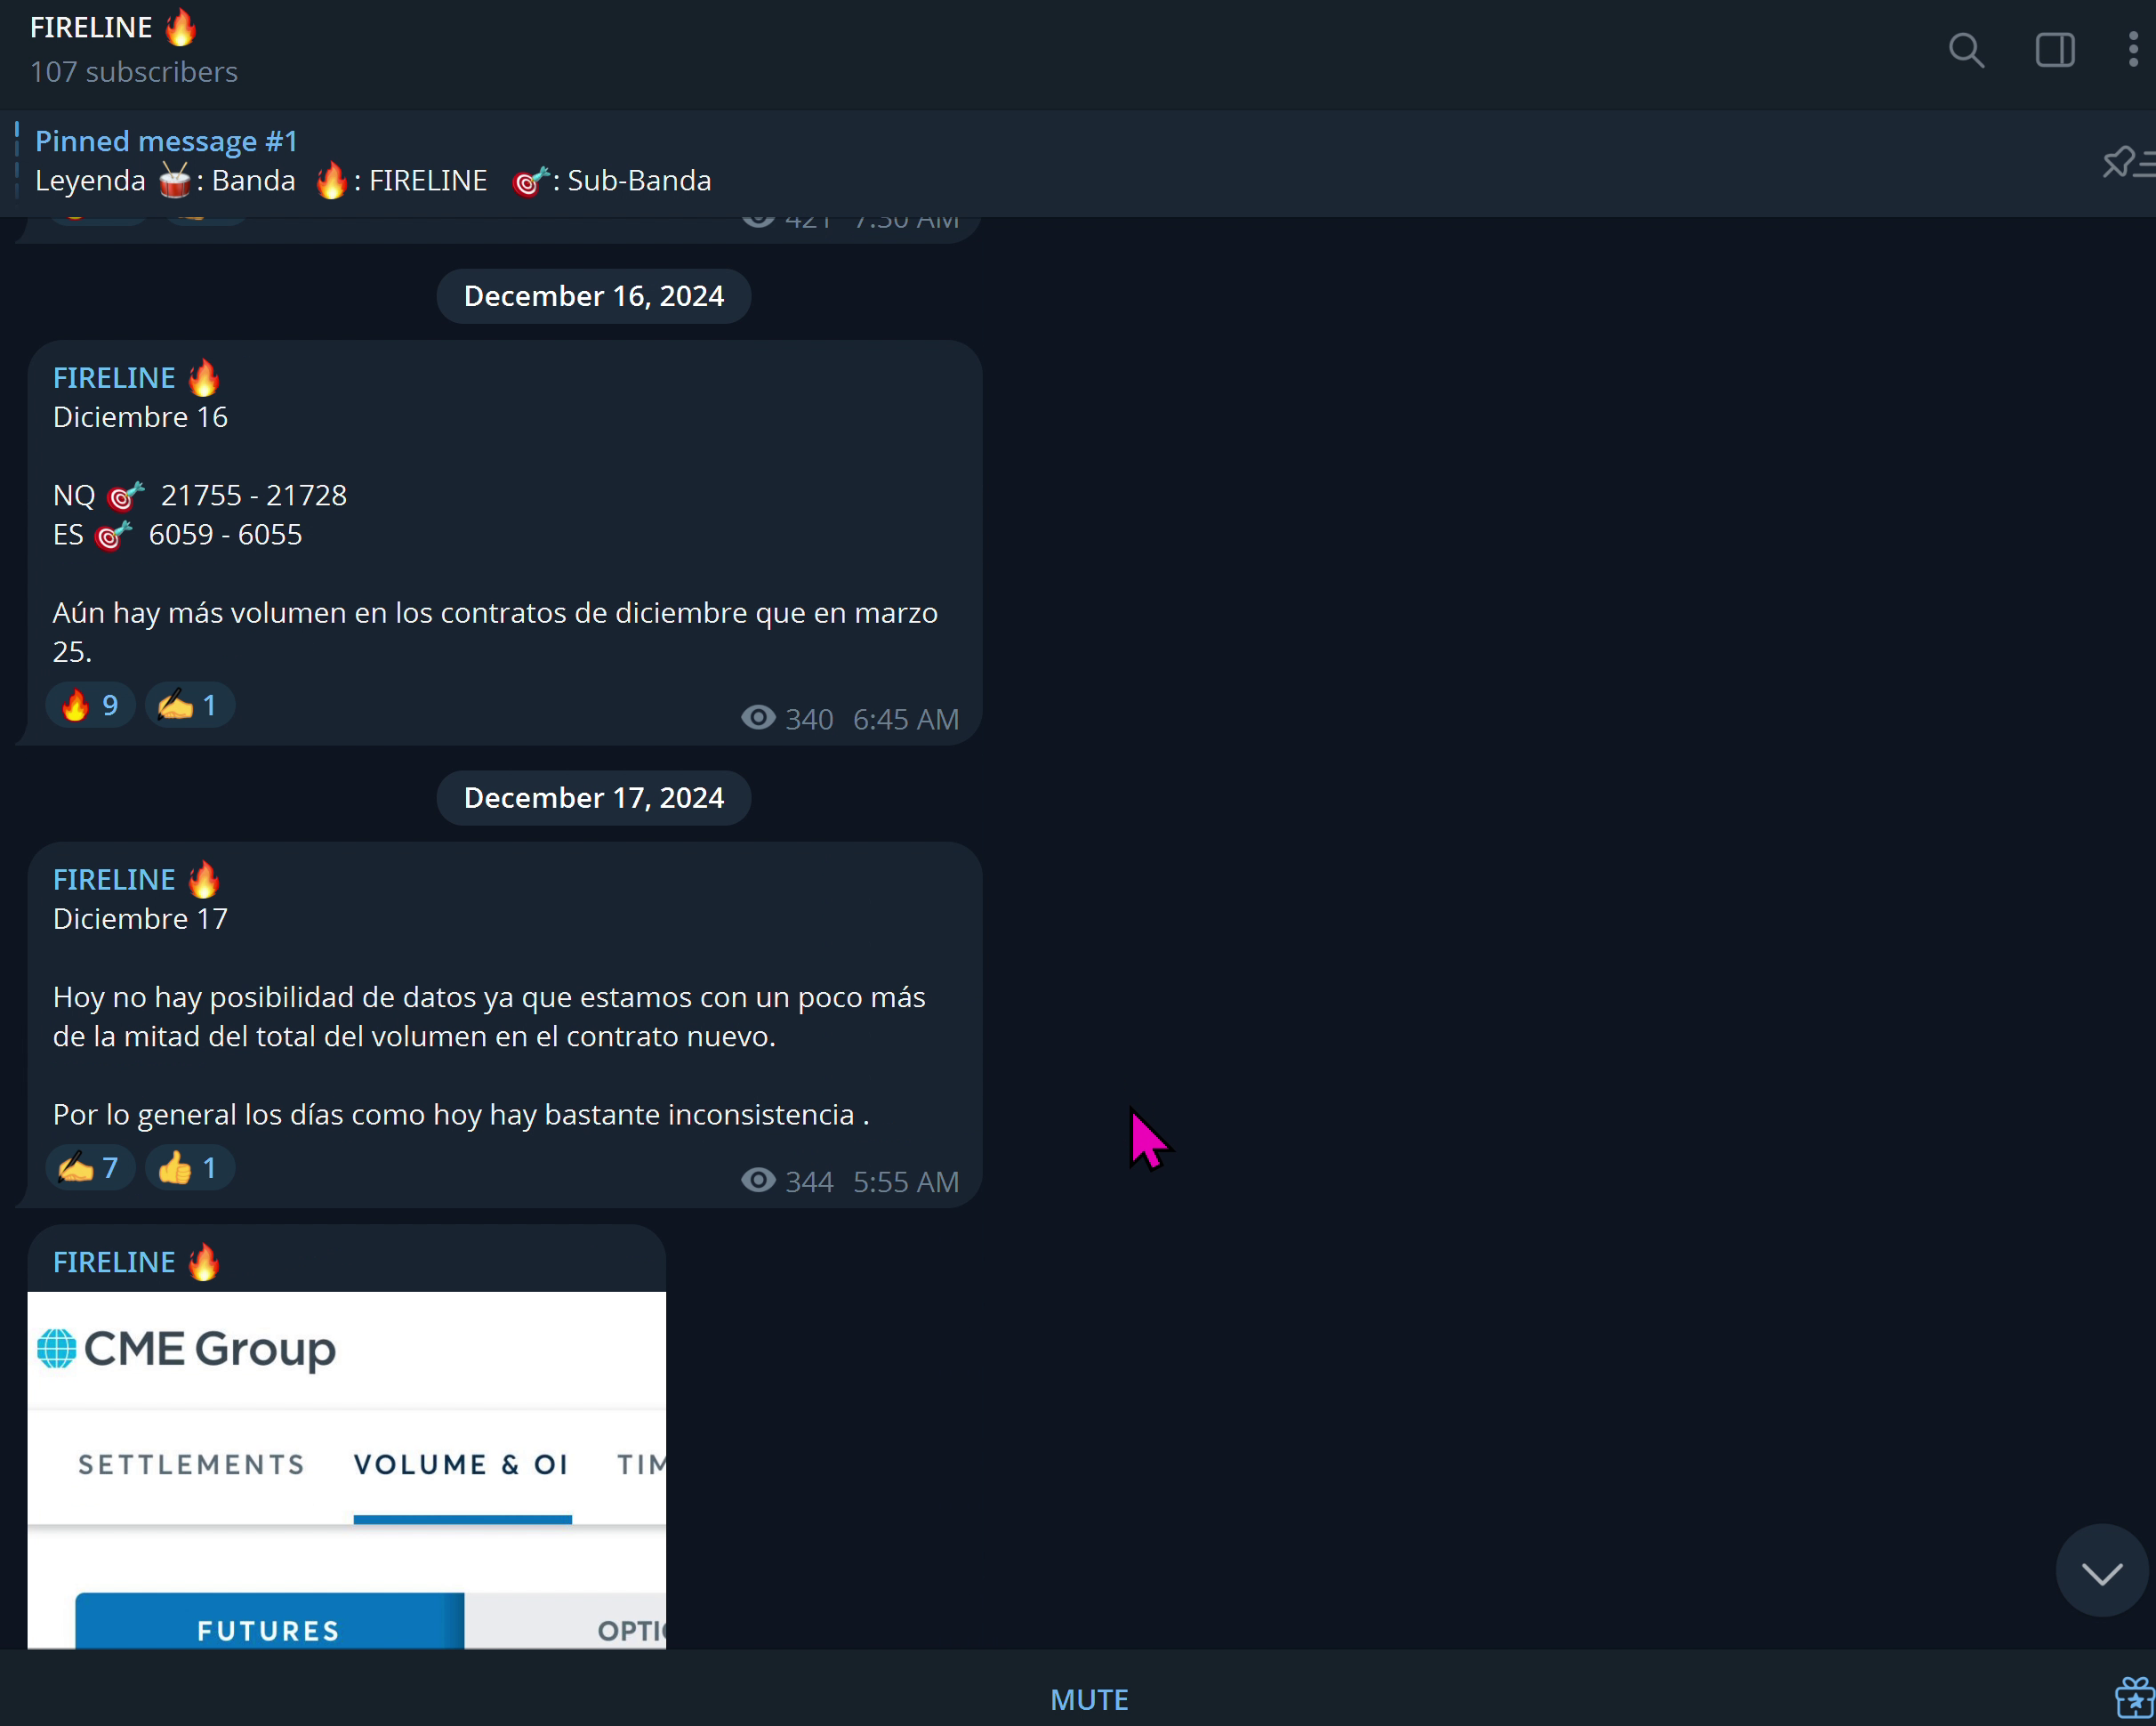 FIRELINE 🔥
107 subscribers
Pinned message #1
Leyenda 🥁: Banda 🔥: FIRELINE 🎯: Sub-Banda
421 7:30 AM
December 16, 2024
FIRELINE 🔥
Diciembre 16
NQ 🎯 21755 - 21728
ES 🎯 6059 - 6055
Aún hay más volumen en los contratos de diciembre que en marzo
25.
🔥 9 ✍️ 1
340 6:45 AM
December 17, 2024
FIRELINE 🔥
Diciembre 17
Hoy no hay posibilidad de datos ya que estamos con un poco más
de la mitad del total del volumen en el contrato nuevo.
Por lo general los días como hoy hay bastante inconsistencia .
✍️ 7 👍 1
344 5:55 AM
FIRELINE 🔥
CME Group
SETTLEMENTS VOLUME & OI TIM
FUTURES OPTI
MUTE